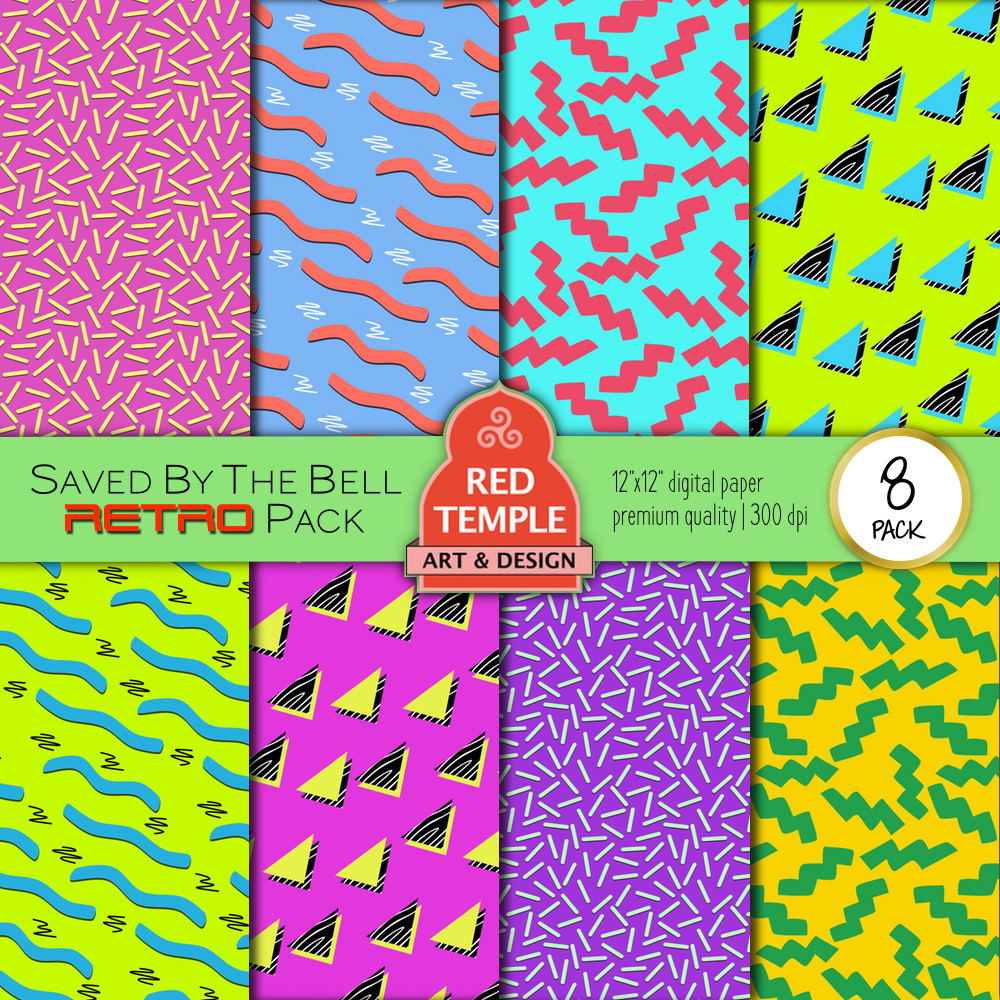 Saved By The Bell
RETRO Pack
RED
TEMPLE
ART & DESIGN
12"x12" digital paper
premium quality | 300 dpi
8
PACK